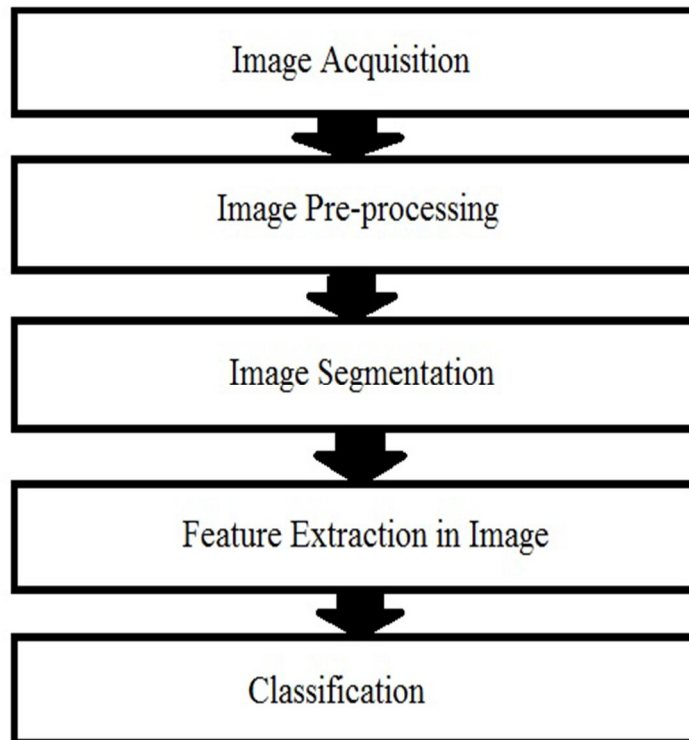 Image Acquisition
Image Pre-processing
Image Segmentation
Feature Extraction in Image
Classification